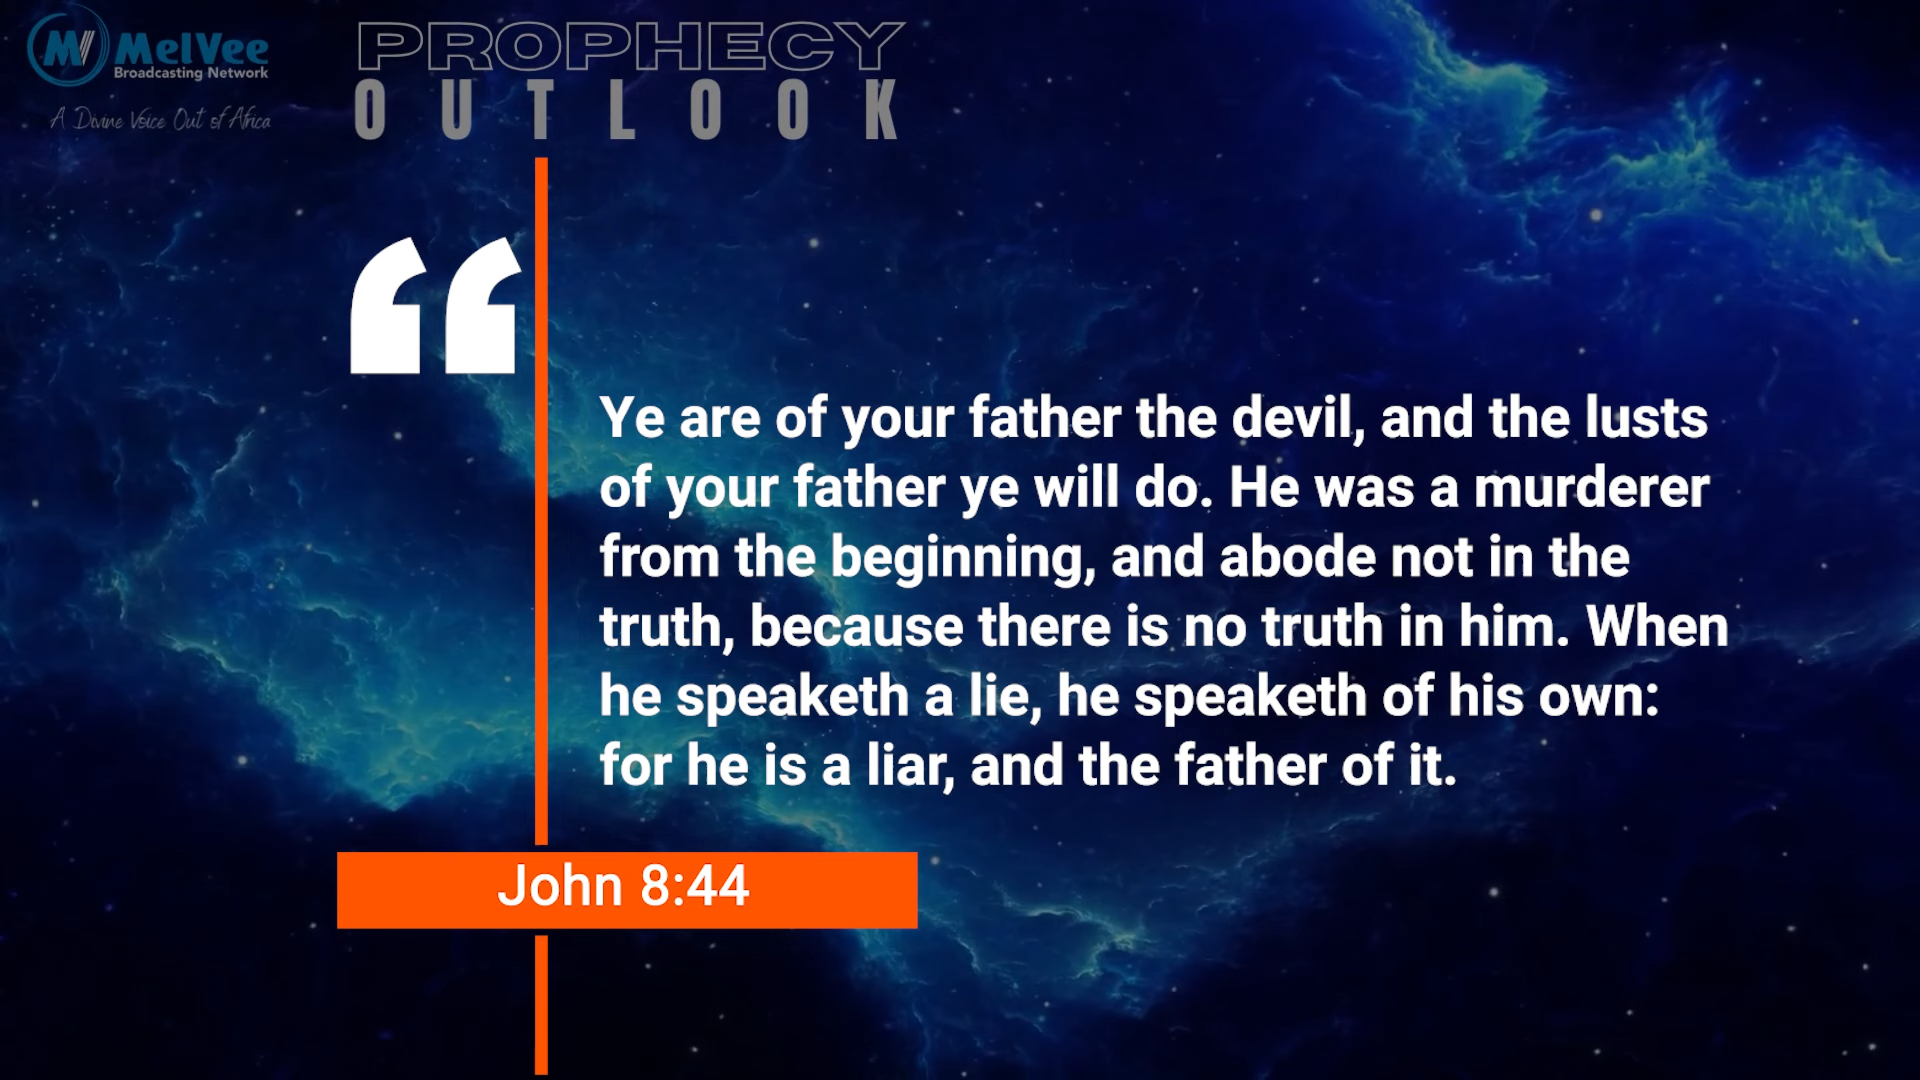 MelVee
Broadcasting Network
A Divine Voice Out of Africa
PROPHECY
OUTLOOK
“
Ye are of your father the devil, and the lusts
of your father ye will do. He was a murderer
from the beginning, and abode not in the
truth, because there is no truth in him. When
he speaketh a lie, he speaketh of his own:
for he is a liar, and the father of it.
John 8:44